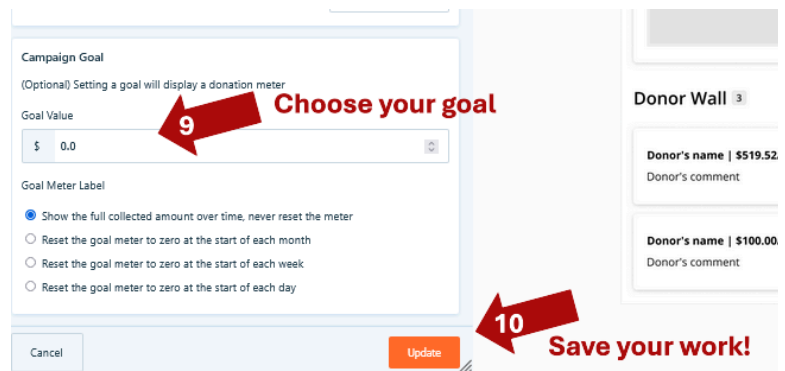 Campaign Goal
(Optional) Setting a goal will display a donation meter
Goal Value
9
Choose your goal
$ 0.0
Goal Meter Label
Show the full collected amount over time, never reset the meter
Reset the goal meter to zero at the start of each month
Reset the goal meter to zero at the start of each week
Reset the goal meter to zero at the start of each day
Cancel
Update
10
Save your work!
Donor Wall 3
Donor's name | $519.52
Donor's comment
Donor's name | $100.00
Donor's comment